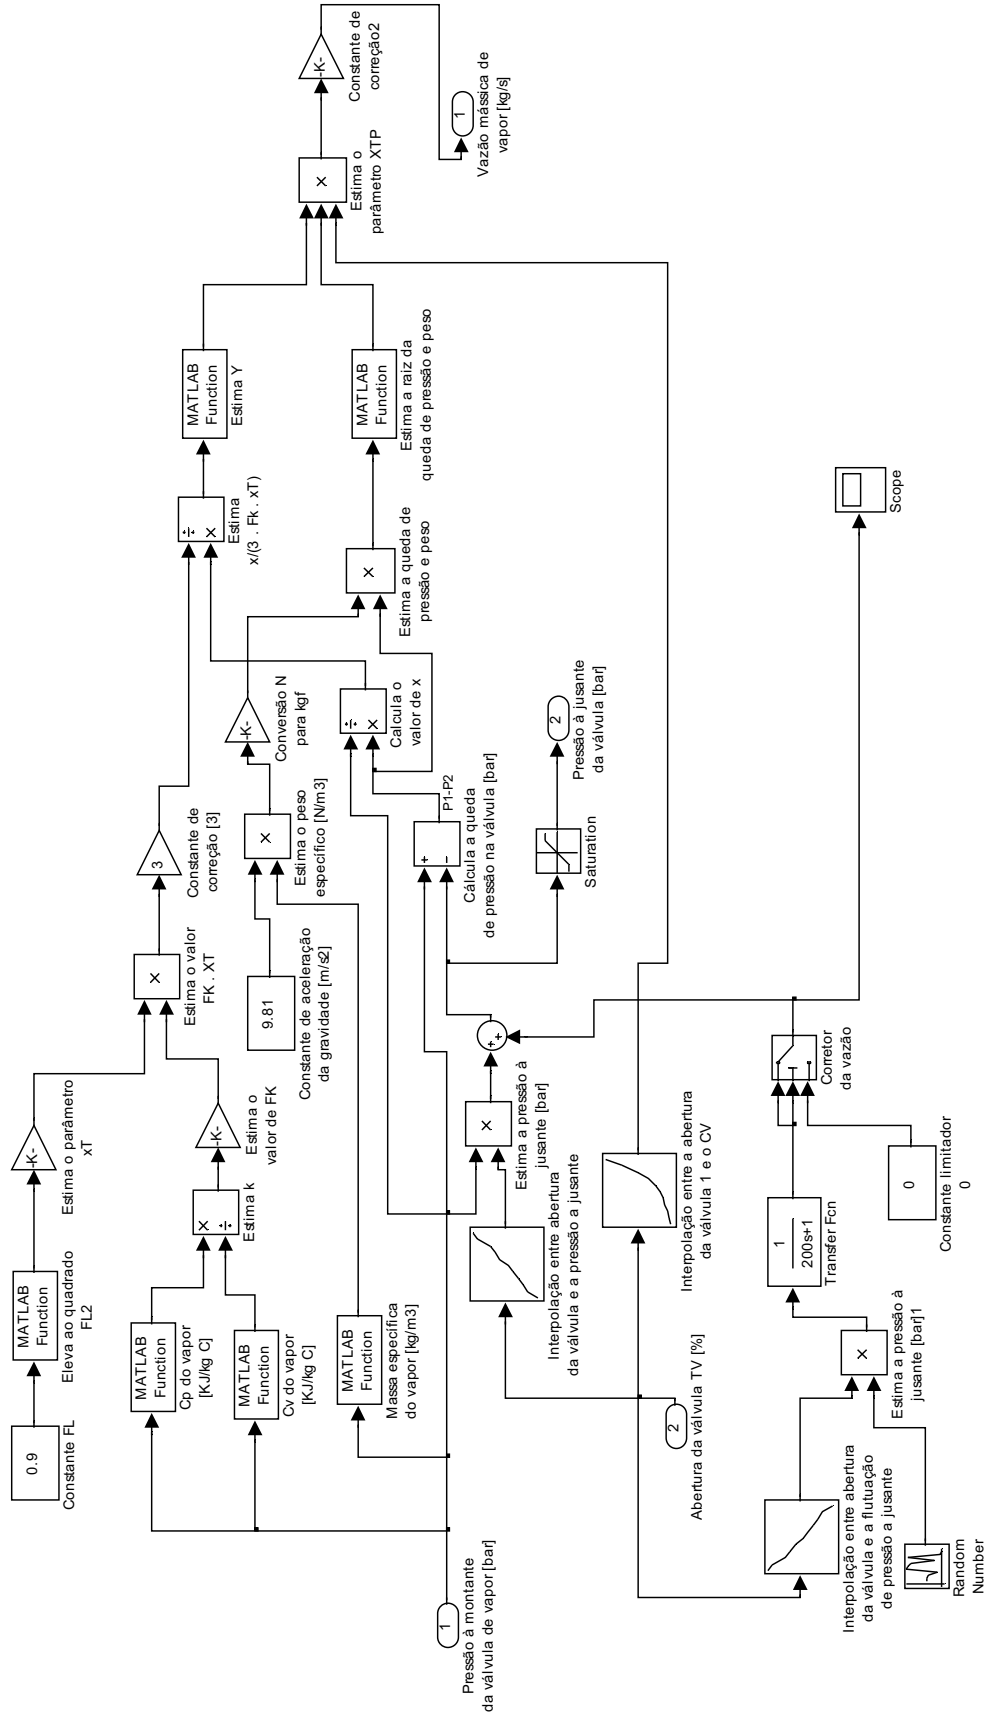 0.9
Constante FL
MATLAB
Function
Eleva ao quadrado
FL2
-K-
Estima o parâmetro
xT
MATLAB
Function
Cp do vapor
[KJ/kg C]
MATLAB
Function
Cv do vapor
[KJ/kg C]
×
÷
Estima k
-K-
Estima o
valor de FK
×
Estima o valor
FK . XT
3
Constante de
correção [3]
÷
×
Estima
x/(3 . Fk . xT)
MATLAB
Function
Estima Y
×
Estima o
parâmetro XTP
-K-
Constante de
correção2
1
Vazão mássica de
vapor [kg/s]
9.81
Constante de aceleração
da gravidade [m/s2]
×
Estima o peso
específico [N/m3]
-K-
Conversão N
para kgf
×
Estima a queda de
pressão e peso
MATLAB
Function
Estima a raiz da
queda de pressão e peso
MATLAB
Function
Massa específica
do vapor [kg/m3]
÷
×
Calcula o
valor de x
+
-
P1-P2
Cálcula a queda
de pressão na válvula [bar]
1
Pressão à montante
da válvula de vapor [bar]
Interpolação entre abertura
da válvula e a pressão a jusante
×
Estima a pressão à
jusante [bar]
+
+
Saturation
2
Pressão à jusante
da válvula [bar]
Interpolação entre a abertura
da válvula 1 e o CV
2
Abertura da válvula TV [%]
Interpolação entre abertura
da válvula e a flutuação
de pressão a jusante
Random
Number
×
Estima a pressão à
jusante [bar]1
1
200s+1
Transfer Fcn
0
Constante limitador
0
Corretor
da vazão
Scope